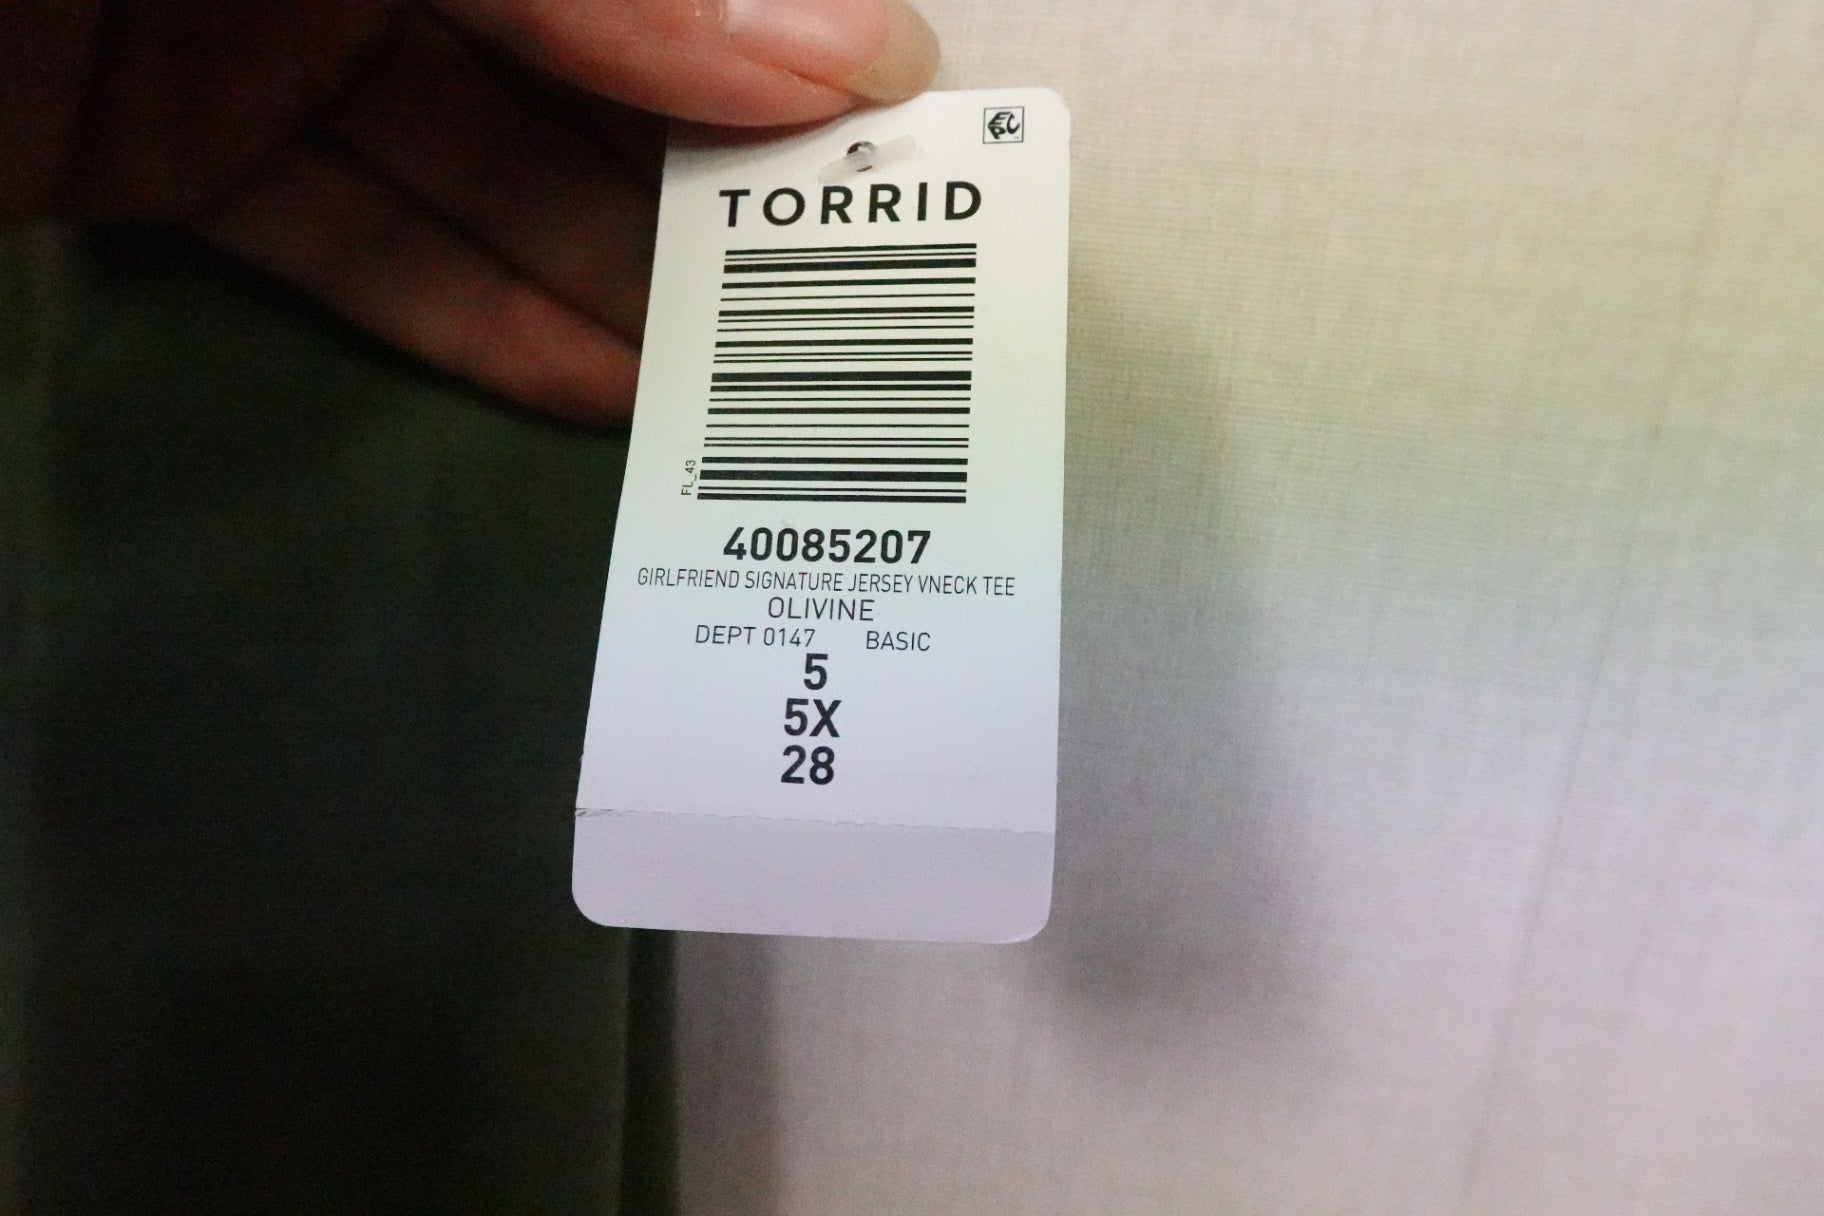 TORRID
FL_43
40085207
GIRLFRIEND SIGNATURE JERSEY VNECK TEE
OLIVINE
DEPT 0147 BASIC
5
5X
28